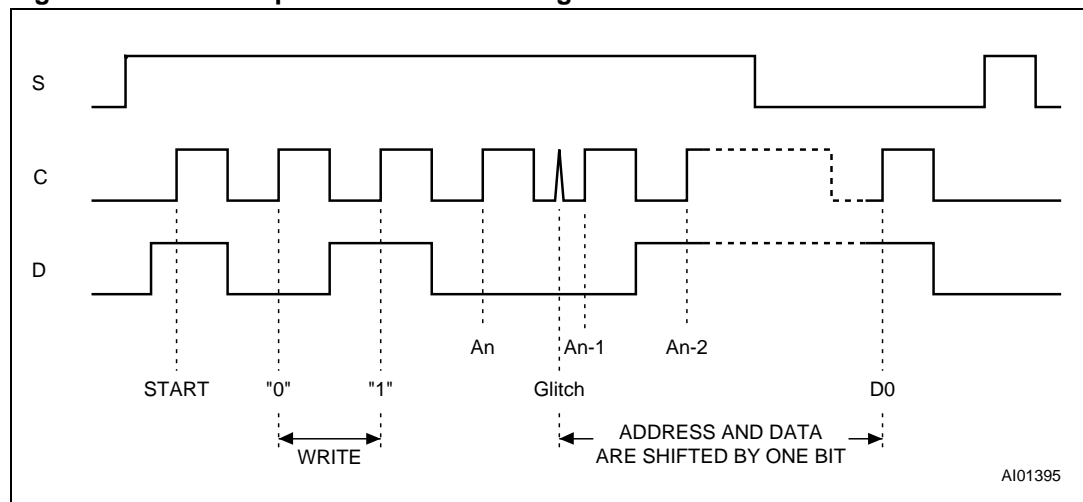 S
C
D
An An-1 An-2
START "0" "1" Glitch D0
WRITE
ADDRESS AND DATA
ARE SHIFTED BY ONE BIT
AI01395